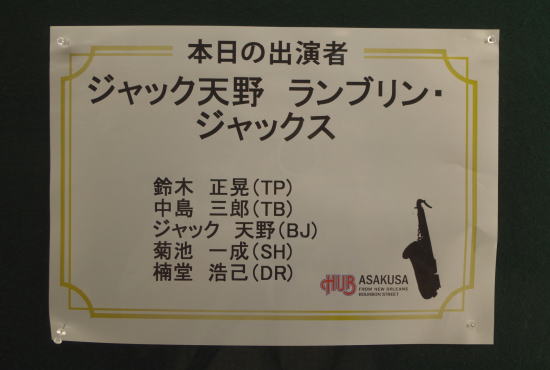 本日の出演者
ジャック天野 ランブリン・
ジャックス
鈴木 正晃(TP)
中島 三郎(TB)
ジャック 天野(BJ)
菊池 一成(SH)
楠堂 浩己(DR)
HUB ASAKUSA
FROM NEW ORLEANS
BOURBON STREET